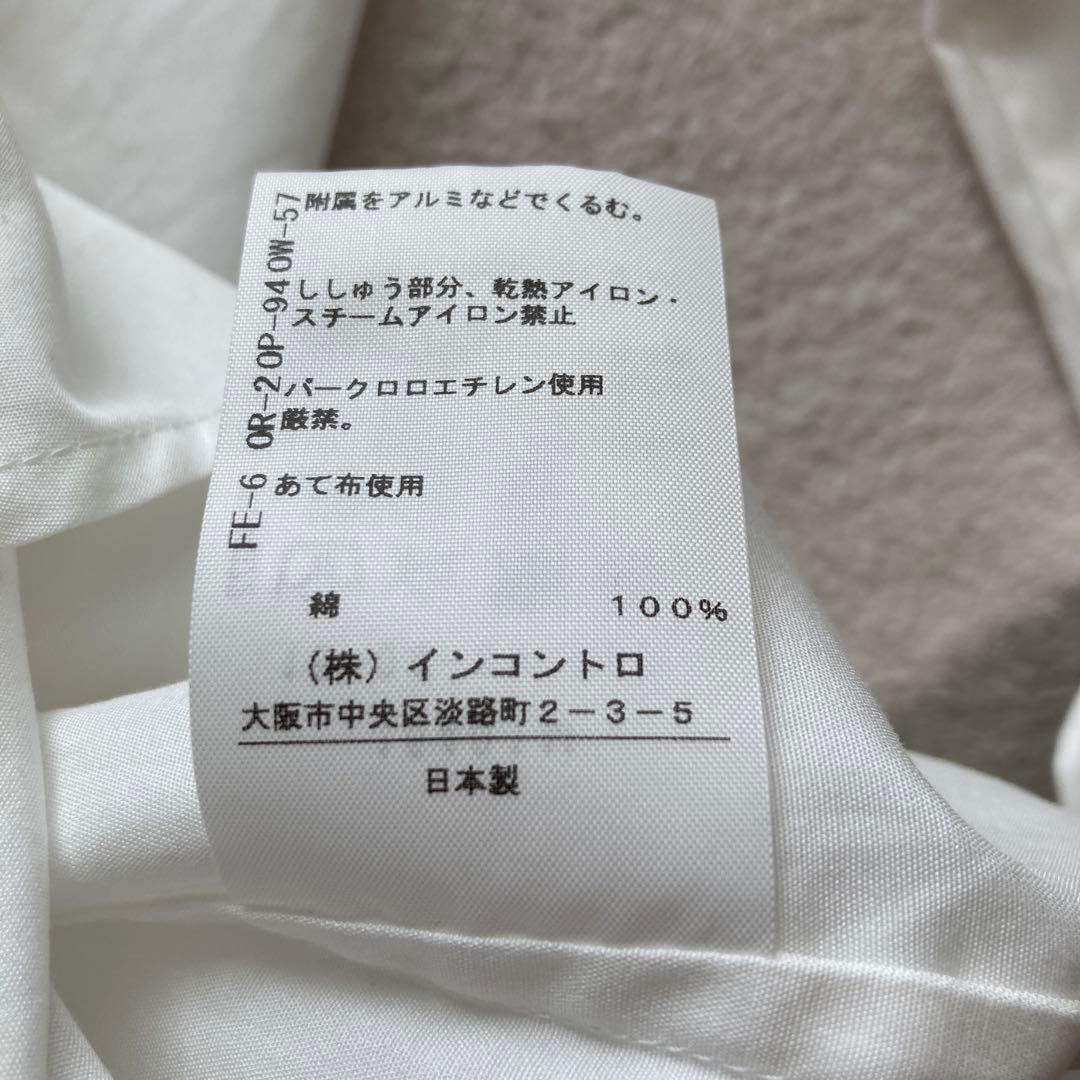 附属をアルミなどでくるむ。
ししゅう部分、乾熱アイロン・
スチームアイロン禁止
パークロロエチレン使用
厳禁。
あて布使用
FE-6 OR-2 OP-94 OW-57
綿 100%
(株)インコントロ
大阪市中央区淡路町2-3-5
日本製